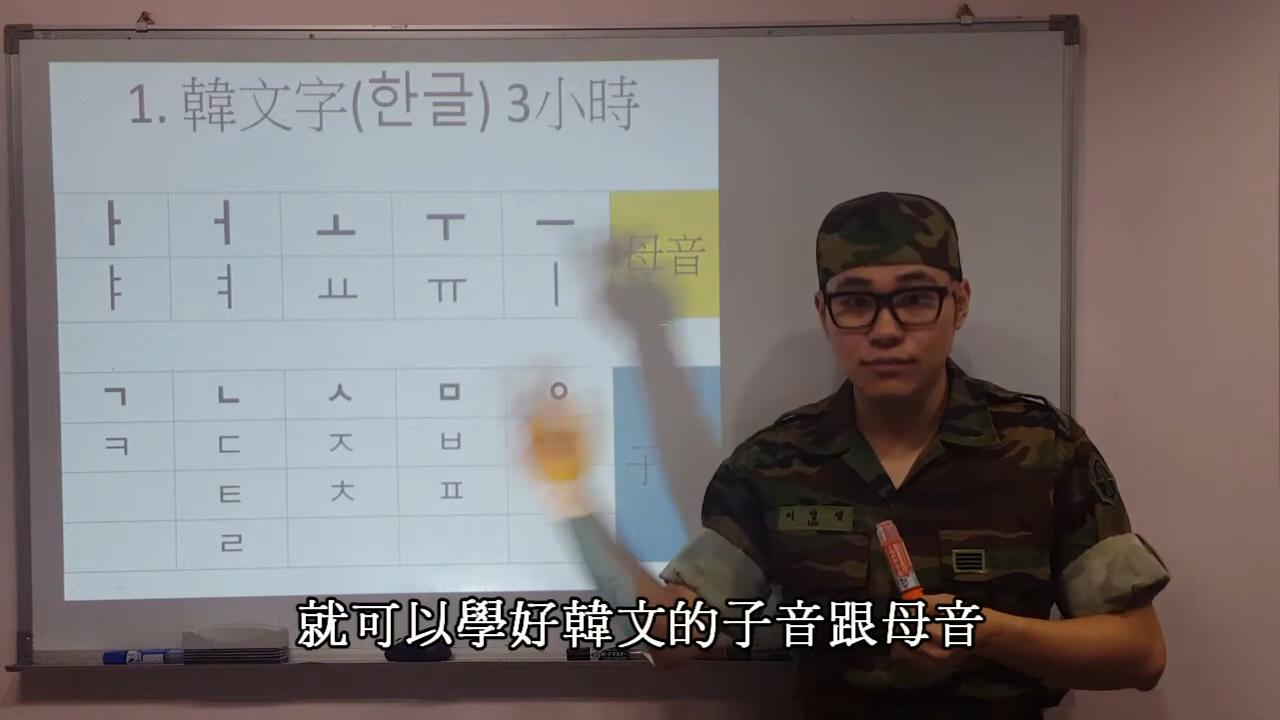 1. 韓文字(한글) 3小時
ㅏ ㅓ ㅗ ㅜ ㅡ
母音
ㅑ ㅕ ㅛ ㅠ ㅣ
ㄱ ㄴ ㅅ ㅁ ㅇ
ㅋ ㄷ ㅈ ㅂ
子
ㅌ ㅊ ㅍ
ㄹ
就可以學好韓文的子音跟母音